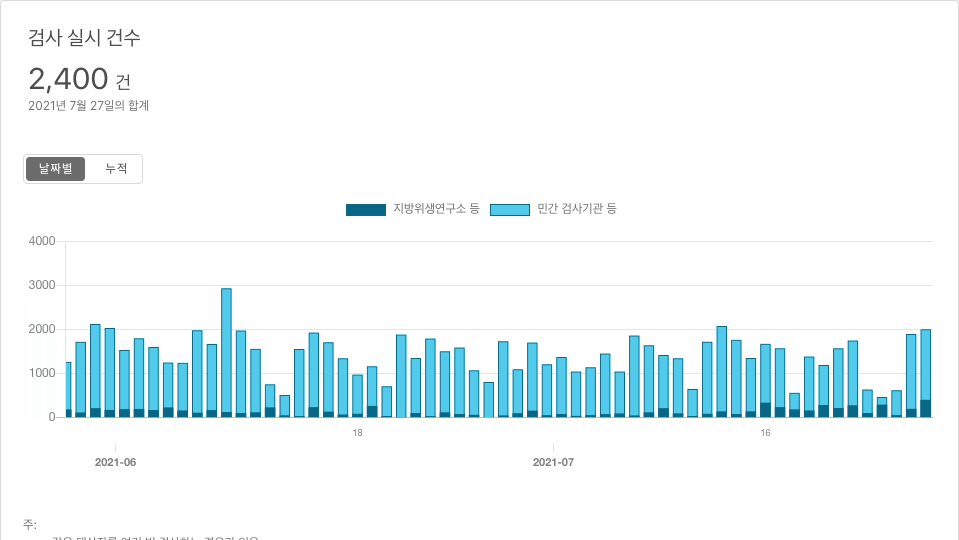 검사 실시 건수
2,400 건
2021년 7월 27일의 합계
날짜별 누적
지방위생연구소 등 민간 검사기관 등
4000
3000
2000
1000
0
18 16
2021-06 2021-07
주: